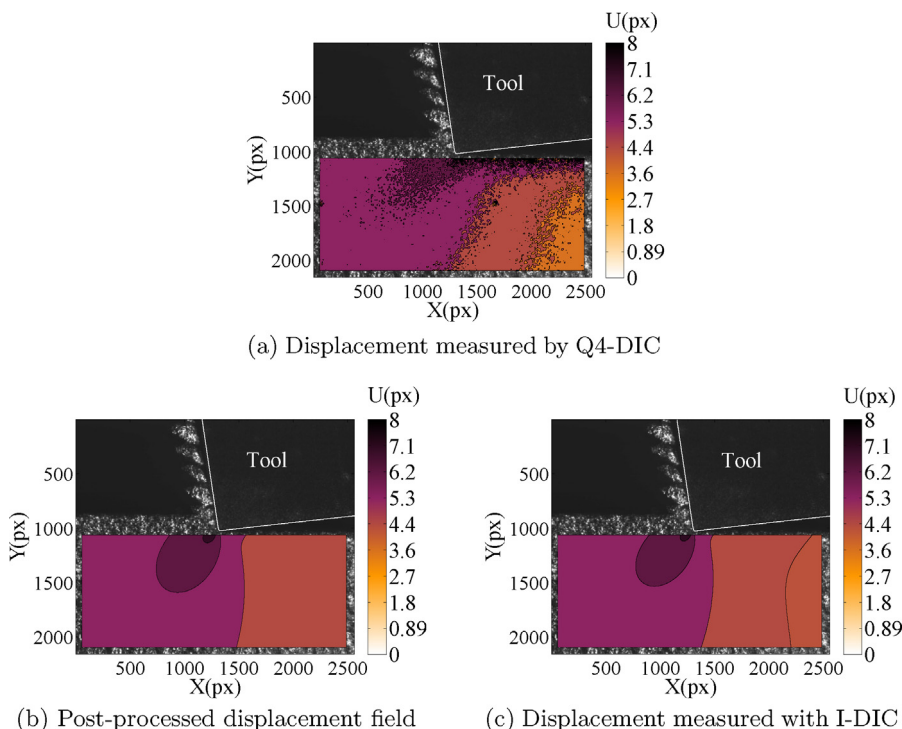 U(px)
8
7.1
6.2
5.3
4.4
3.6
2.7
1.8
0.89
0
Tool
Y(px)
500
1000
1500
2000
500 1000 1500 2000 2500
X(px)
(a) Displacement measured by Q4-DIC
U(px)
8
7.1
6.2
5.3
4.4
3.6
2.7
1.8
0.89
0
Tool
Y(px)
500
1000
1500
2000
500 1000 1500 2000 2500
X(px)
(b) Post-processed displacement field
U(px)
8
7.1
6.2
5.3
4.4
3.6
2.7
1.8
0.89
0
Tool
Y(px)
500
1000
1500
2000
500 1000 1500 2000 2500
X(px)
(c) Displacement measured with I-DIC